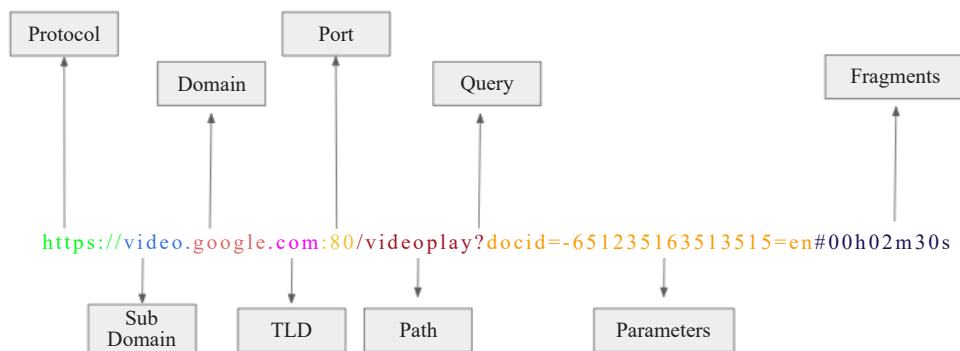 Protocol
Port
Domain
Query
Fragments
https://video.google.com:80/videoplay?docid=-651235163513515=en#00h02m30s
Sub
Domain
TLD
Path
Parameters